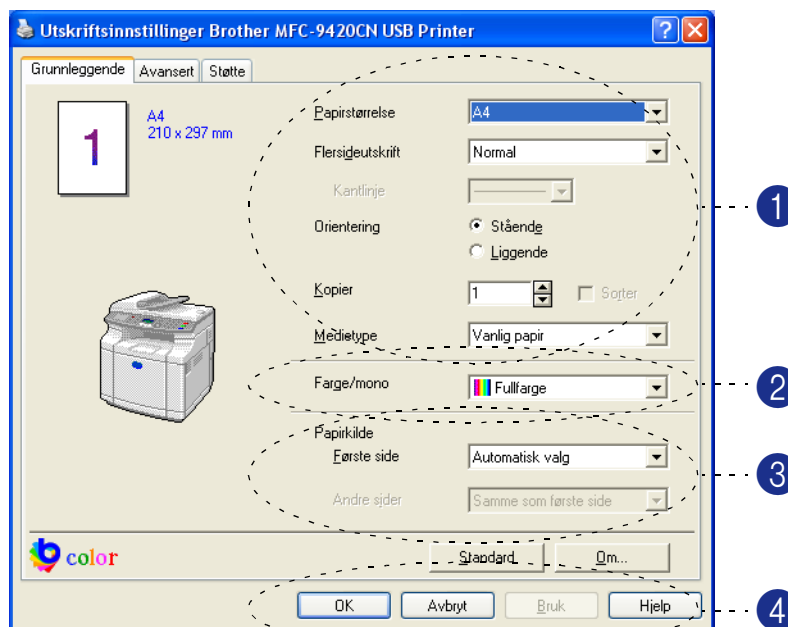 Utskriftsinnstillinger Brother MFC-9420CN USB Printer
Grunnleggende Avansert Støtte
1
A4
210 x 297 mm
Papirstørrelse A4
Flersideutskrift Normal
Kantlinje
Orientering Stående
Liggende
Kopier 1 Sorter
Medietype Vanlig papir
1
Farge/mono Fullfarge
2
Papirkilde
Første side Automatisk valg
Andre sider Samme som første side
3
color
Standard Om...
OK Avbryt Bruk Hjelp
4